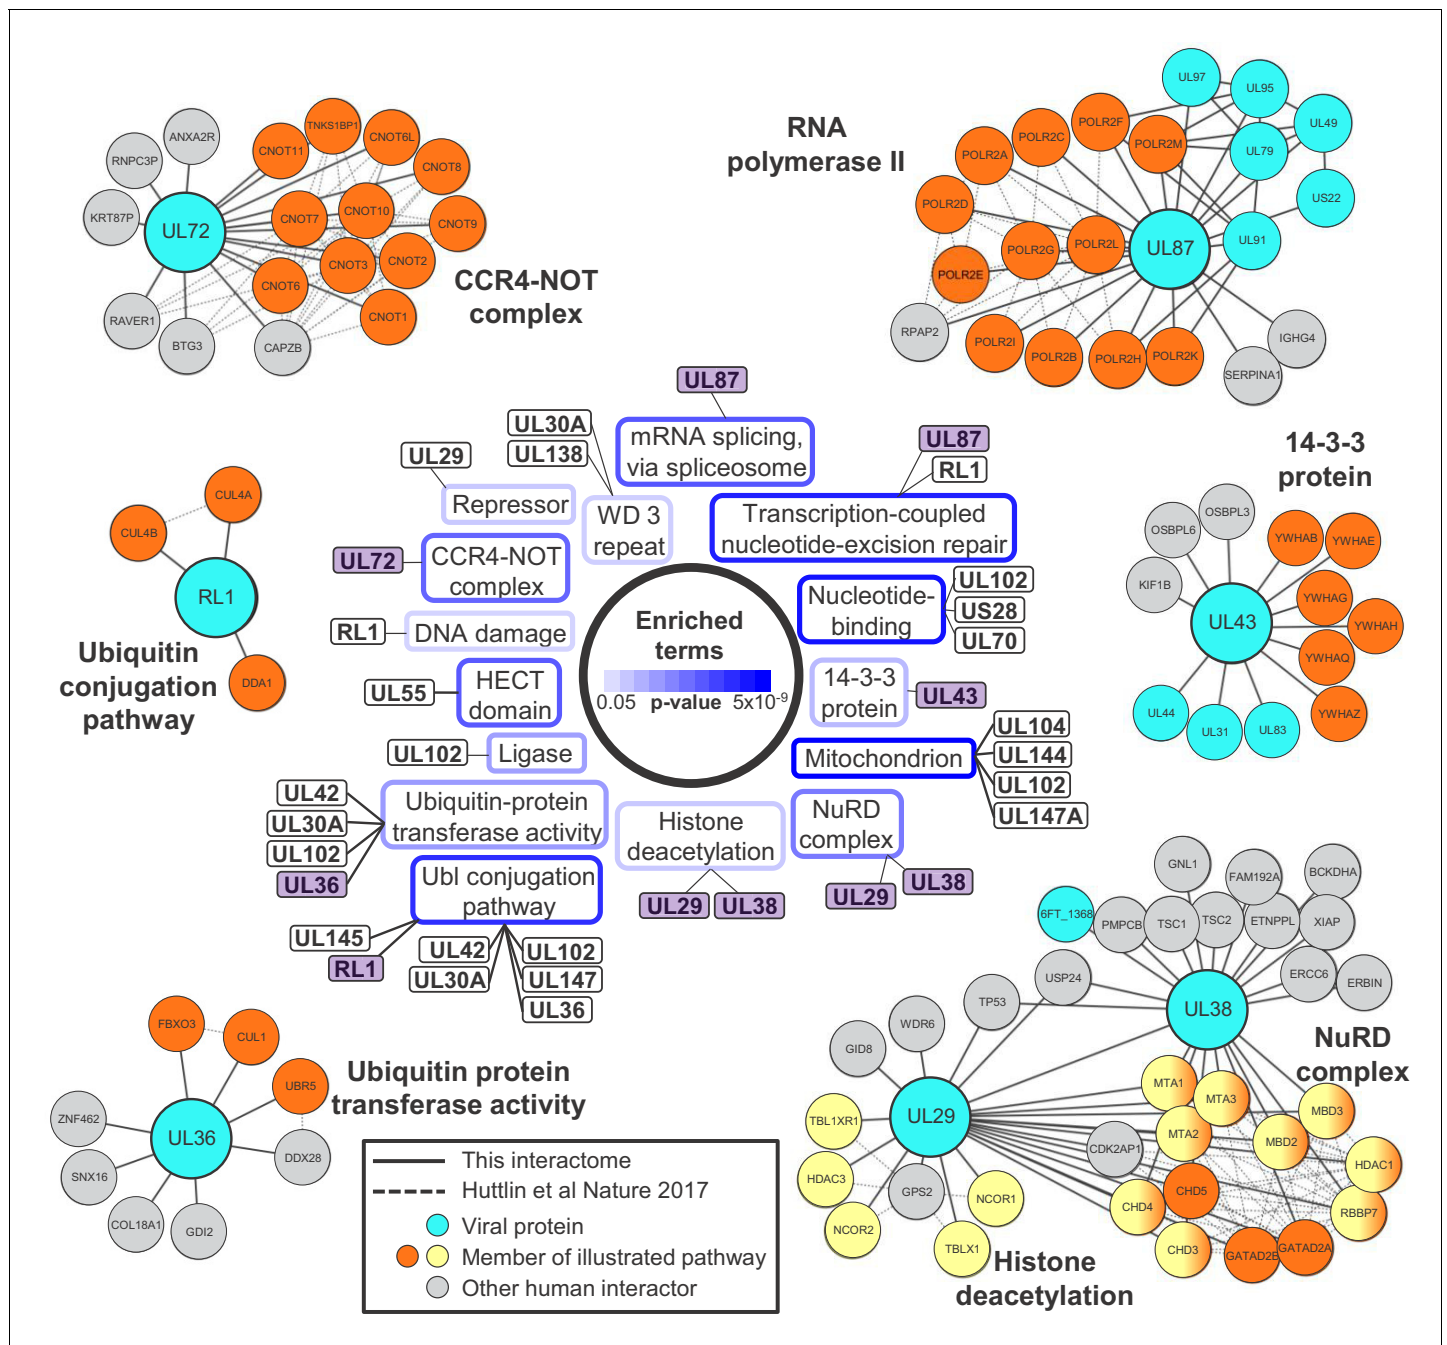 ANXA2R
RNPC3P
KRT87P
UL72
RAVER1
BTG3
CAPZB
TNKS1BP1
CNOT6L
CNOT11
CNOT8
CNOT7
CNOT10
CNOT9
CNOT3
CNOT2
CNOT6
CNOT1
CCR4-NOT
complex
RNA
polymerase II
UL97
UL95
UL49
UL79
US22
UL91
UL87
POLR2F
POLR2C
POLR2M
POLR2A
POLR2D
POLR2G
POLR2L
POLR2E
RPAP2
POLR2I
POLR2B
POLR2H
POLR2K
IGHG4
SERPINA1
CUL4A
CUL4B
RL1
DDA1
Ubiquitin
conjugation
pathway
14-3-3
protein
OSBPL3
OSBPL6
KIF1B
UL43
YWHAB
YWHAE
YWHAG
YWHAH
YWHAQ
YWHAZ
UL44
UL31
UL83
UL87
mRNA splicing,
via spliceosome
UL30A
UL138
WD 3
repeat
UL29
Repressor
UL72
CCR4-NOT
complex
RL1
DNA damage
UL55
HECT
domain
UL102
Ligase
UL42
UL30A
UL102
UL36
Ubiquitin-protein
transferase activity
Ubl conjugation
pathway
UL145
RL1
UL42
UL30A
UL102
UL147
UL36
Histone
deacetylation
UL29
UL38
NuRD
complex
UL29
UL38
Mitochondrion
UL104
UL144
UL102
UL147A
14-3-3
protein
UL43
Nucleotide-
binding
UL102
US28
UL70
UL87
RL1
Transcription-coupled
nucleotide-excision repair
Enriched
terms
0.05 p-value 5x10-9
FBXO3
CUL1
UBR5
ZNF462
UL36
DDX28
SNX16
COL18A1
GDI2
Ubiquitin protein
transferase activity
This interactome
Huttlin et al Nature 2017
Viral protein
Member of illustrated pathway
Other human interactor
GNL1
FAM192A
BCKDHA
6FT_1368
PMPCB
TSC1
TSC2
ETNPPL
XIAP
USP24
ERCC6
ERBIN
TP53
UL38
WDR6
GID8
UL29
NuRD
complex
MTA1
MTA3
MBD3
MTA2
MBD2
TBL1XR1
CDK2AP1
HDAC1
HDAC3
GPS2
NCOR1
CHD5
CHD4
RBBP7
NCOR2
TBLX1
CHD3
GATAD2B
GATAD2A
Histone
deacetylation